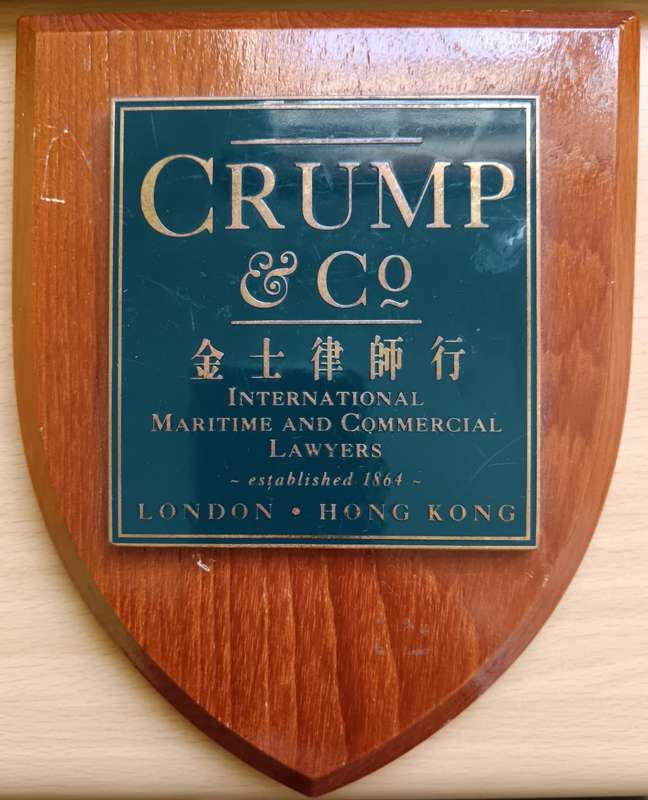 CRUMP
& Co
金士律師行
INTERNATIONAL
MARITIME AND COMMERCIAL
LAWYERS
~ established 1864 ~
LONDON • HONG KONG